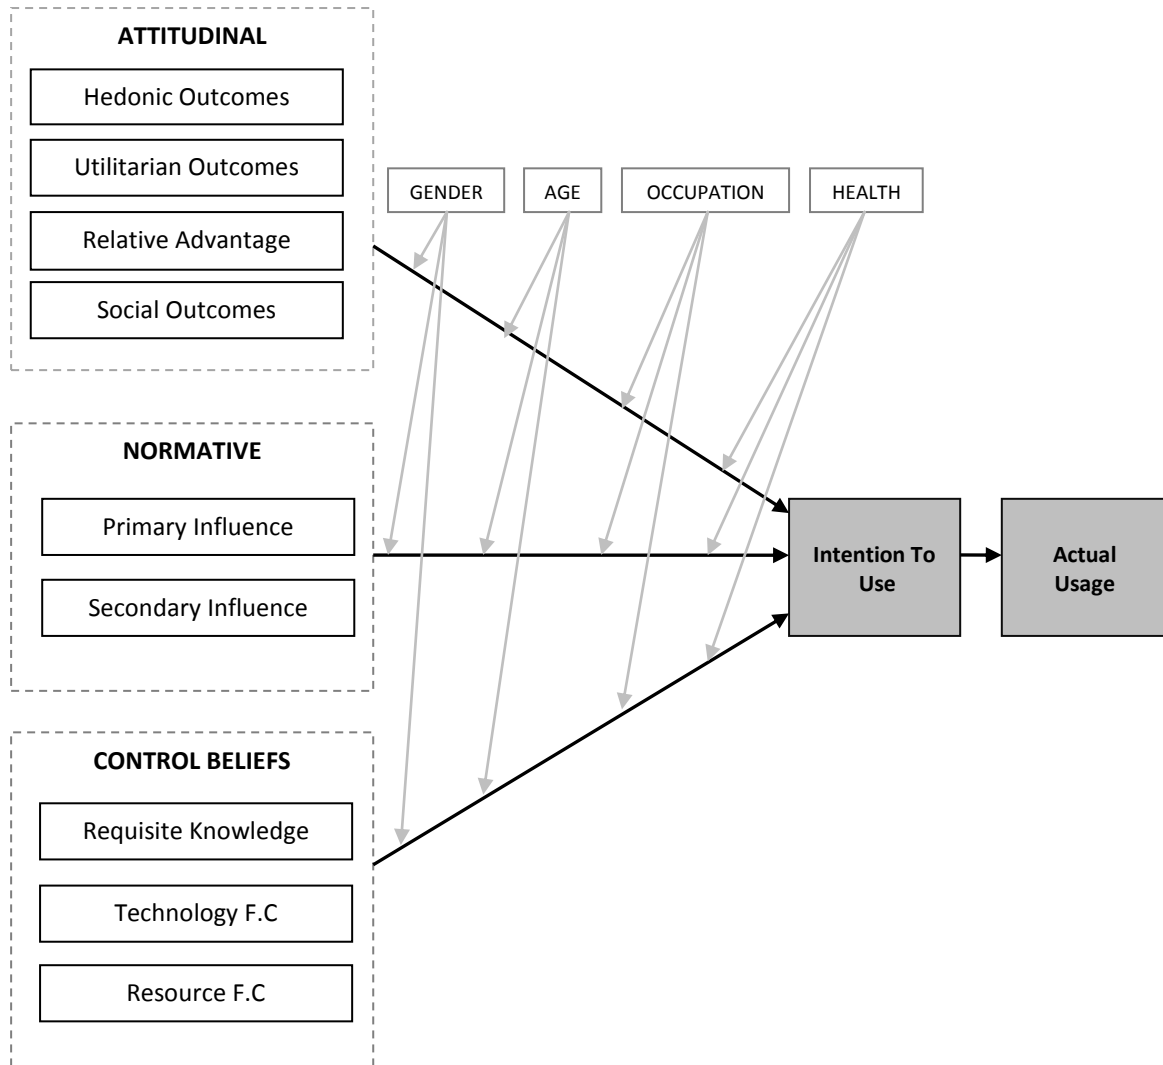 ATTITUDINAL
Hedonic Outcomes
Utilitarian Outcomes
Relative Advantage
Social Outcomes
GENDER
AGE
OCCUPATION
HEALTH
NORMATIVE
Primary Influence
Secondary Influence
Intention To
Use
Actual
Usage
CONTROL BELIEFS
Requisite Knowledge
Technology F.C
Resource F.C